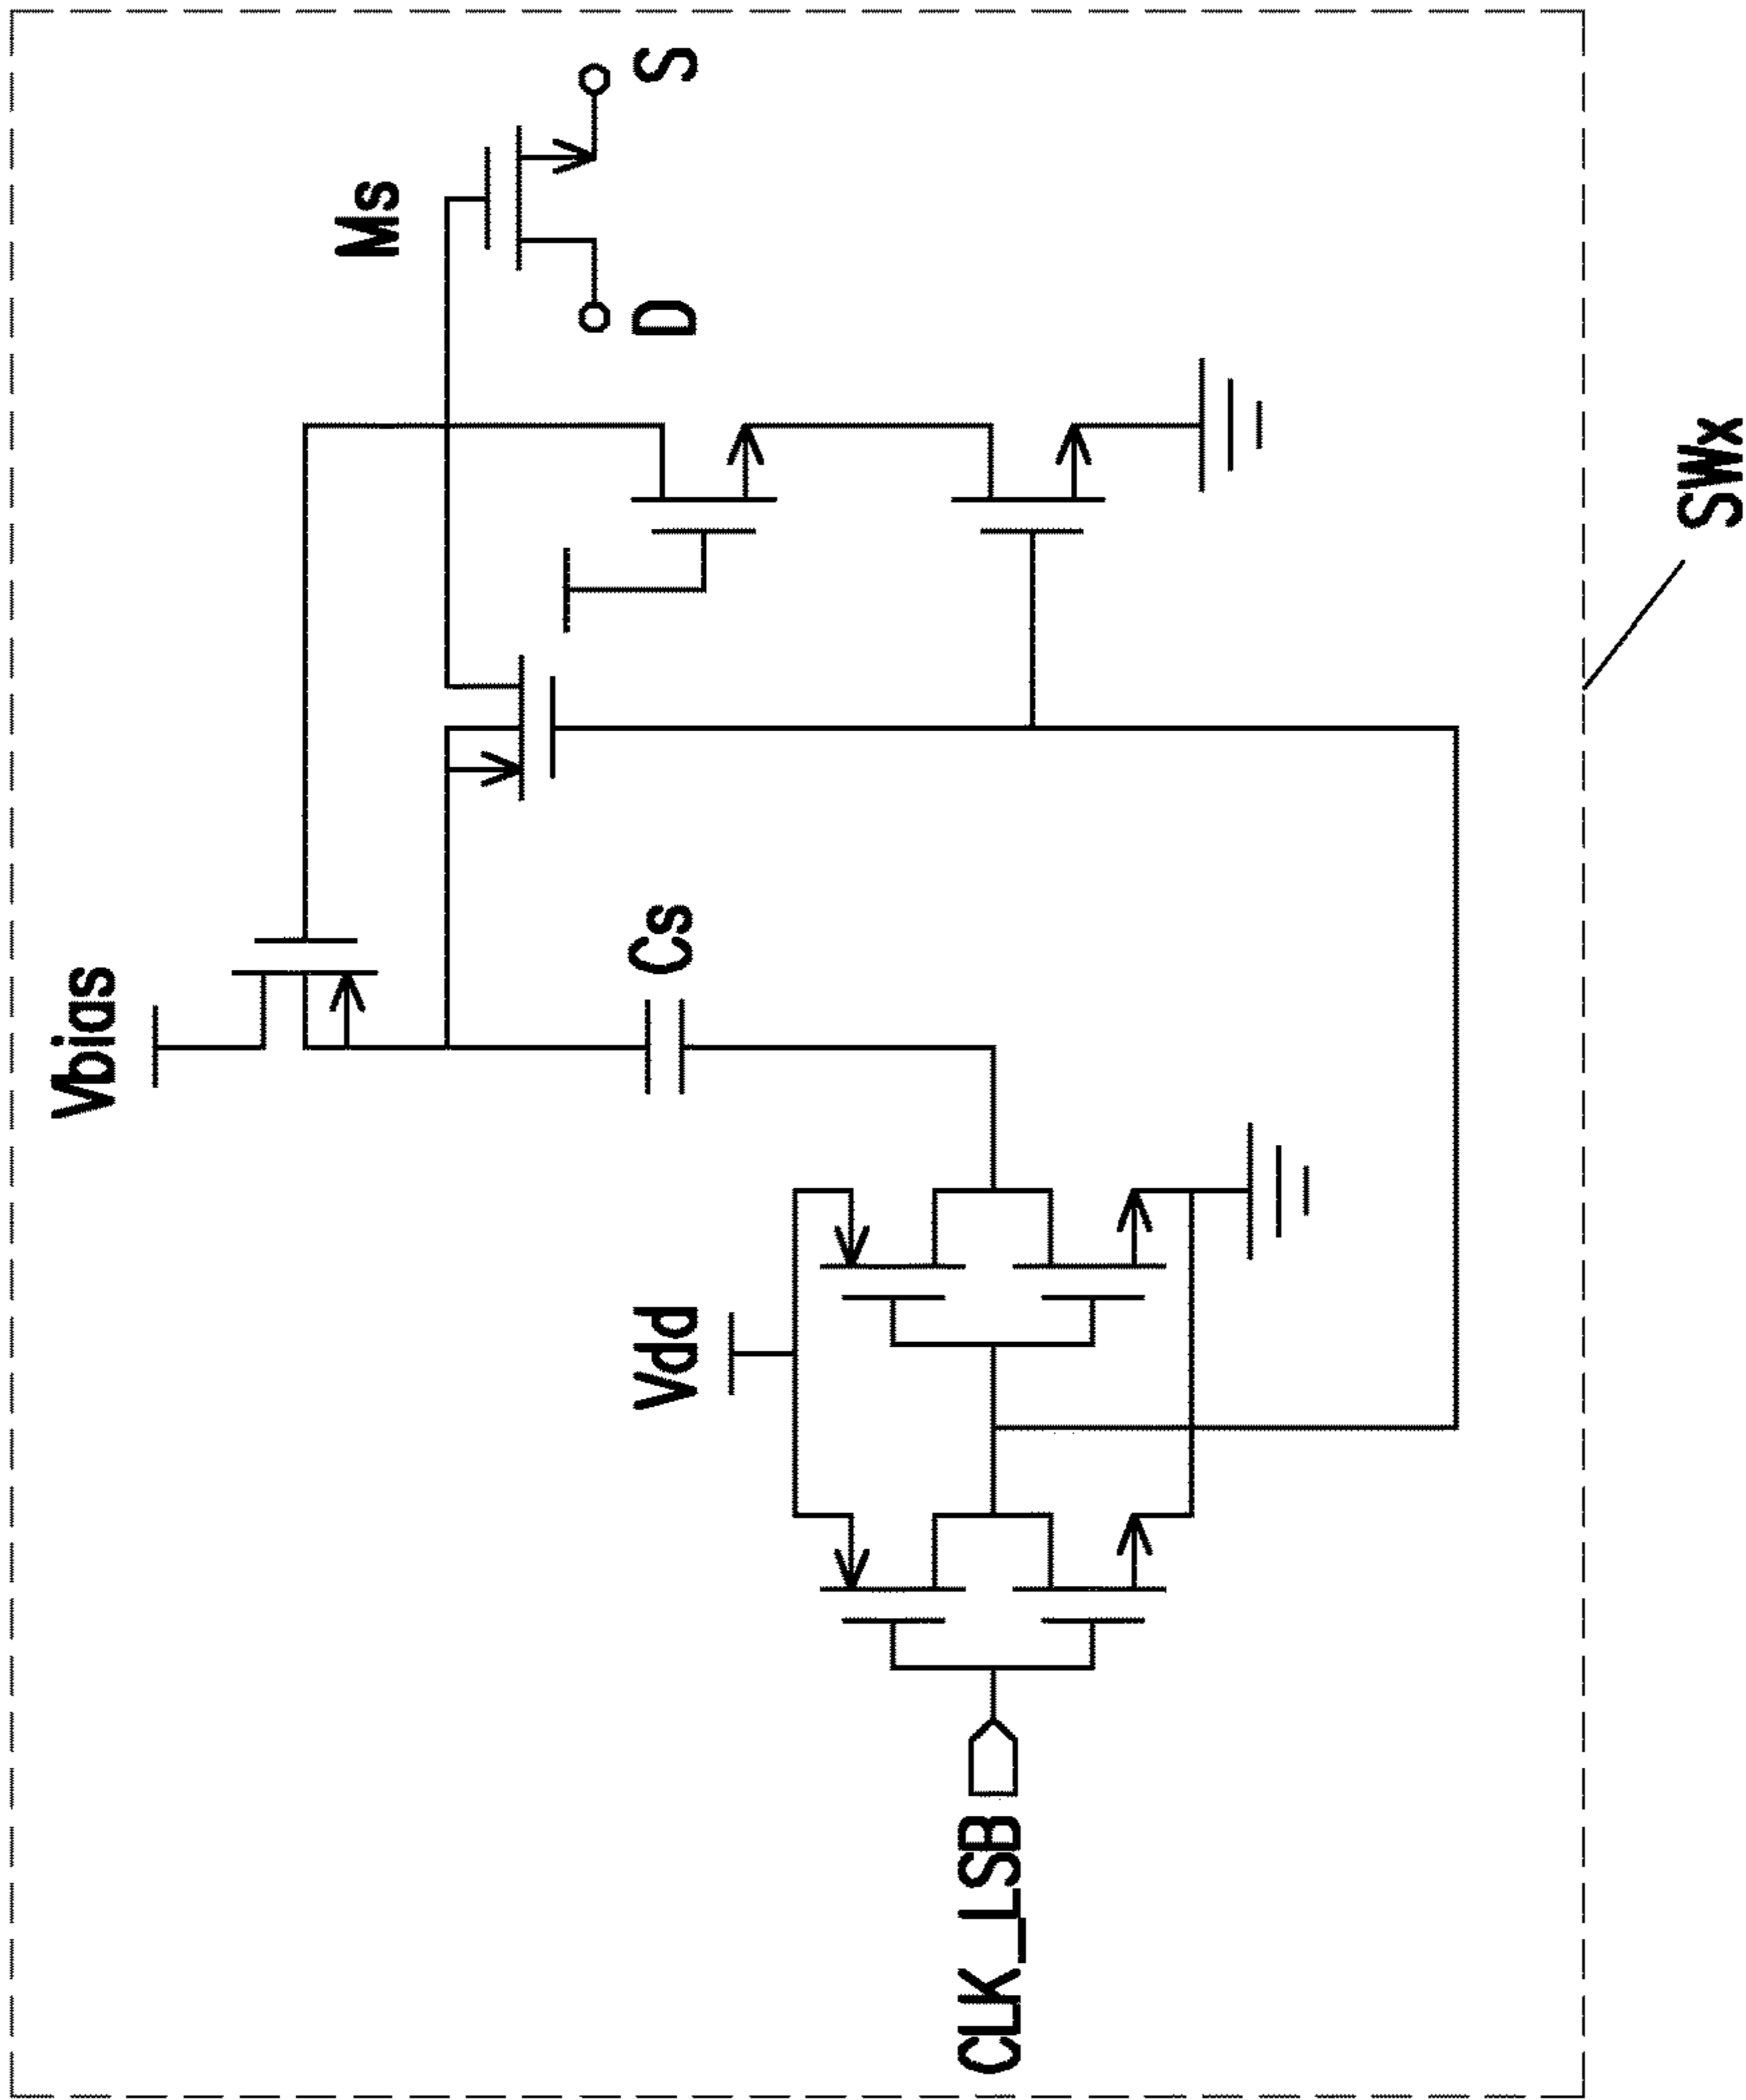 Vbias
Ms
S
D
Cs
Vdd
CLK_LSB
SWx